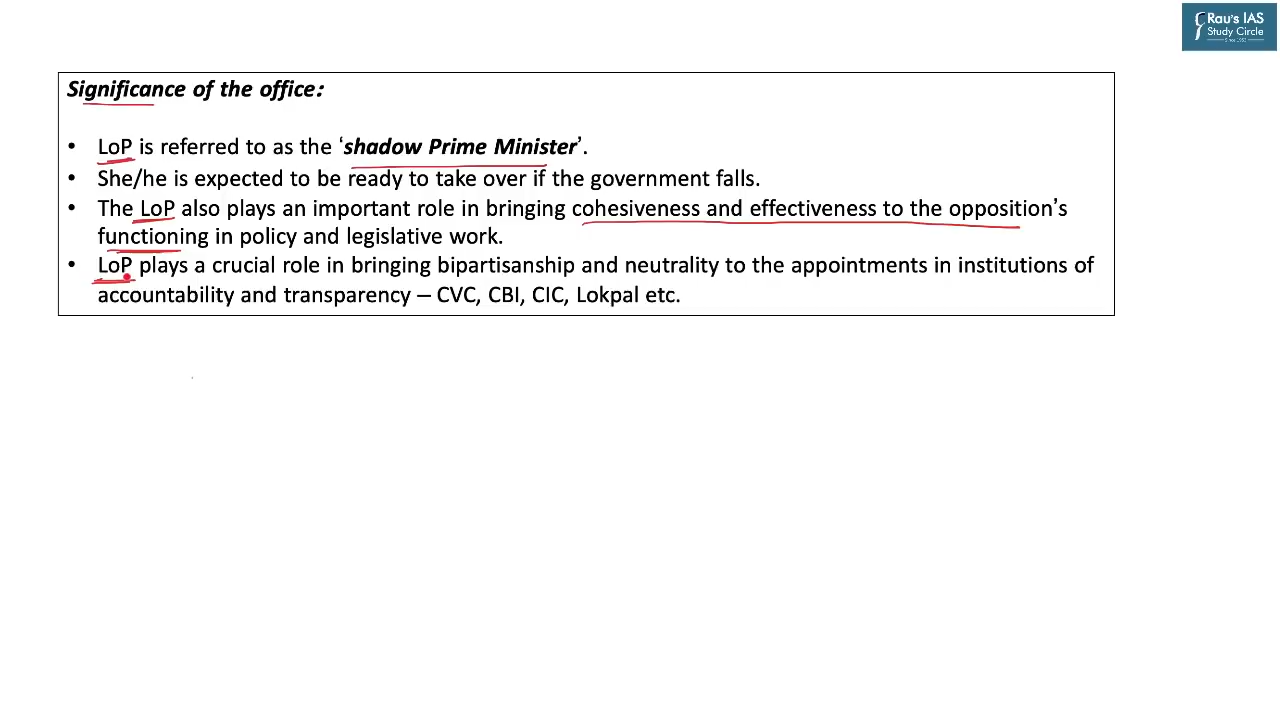 Rau's IAS
Study Circle
Since 1953
Significance of the office:
• LoP is referred to as the ‘shadow Prime Minister’.
• She/he is expected to be ready to take over if the government falls.
• The LoP also plays an important role in bringing cohesiveness and effectiveness to the opposition’s
functioning in policy and legislative work.
• LoP plays a crucial role in bringing bipartisanship and neutrality to the appointments in institutions of
accountability and transparency – CVC, CBI, CIC, Lokpal etc.